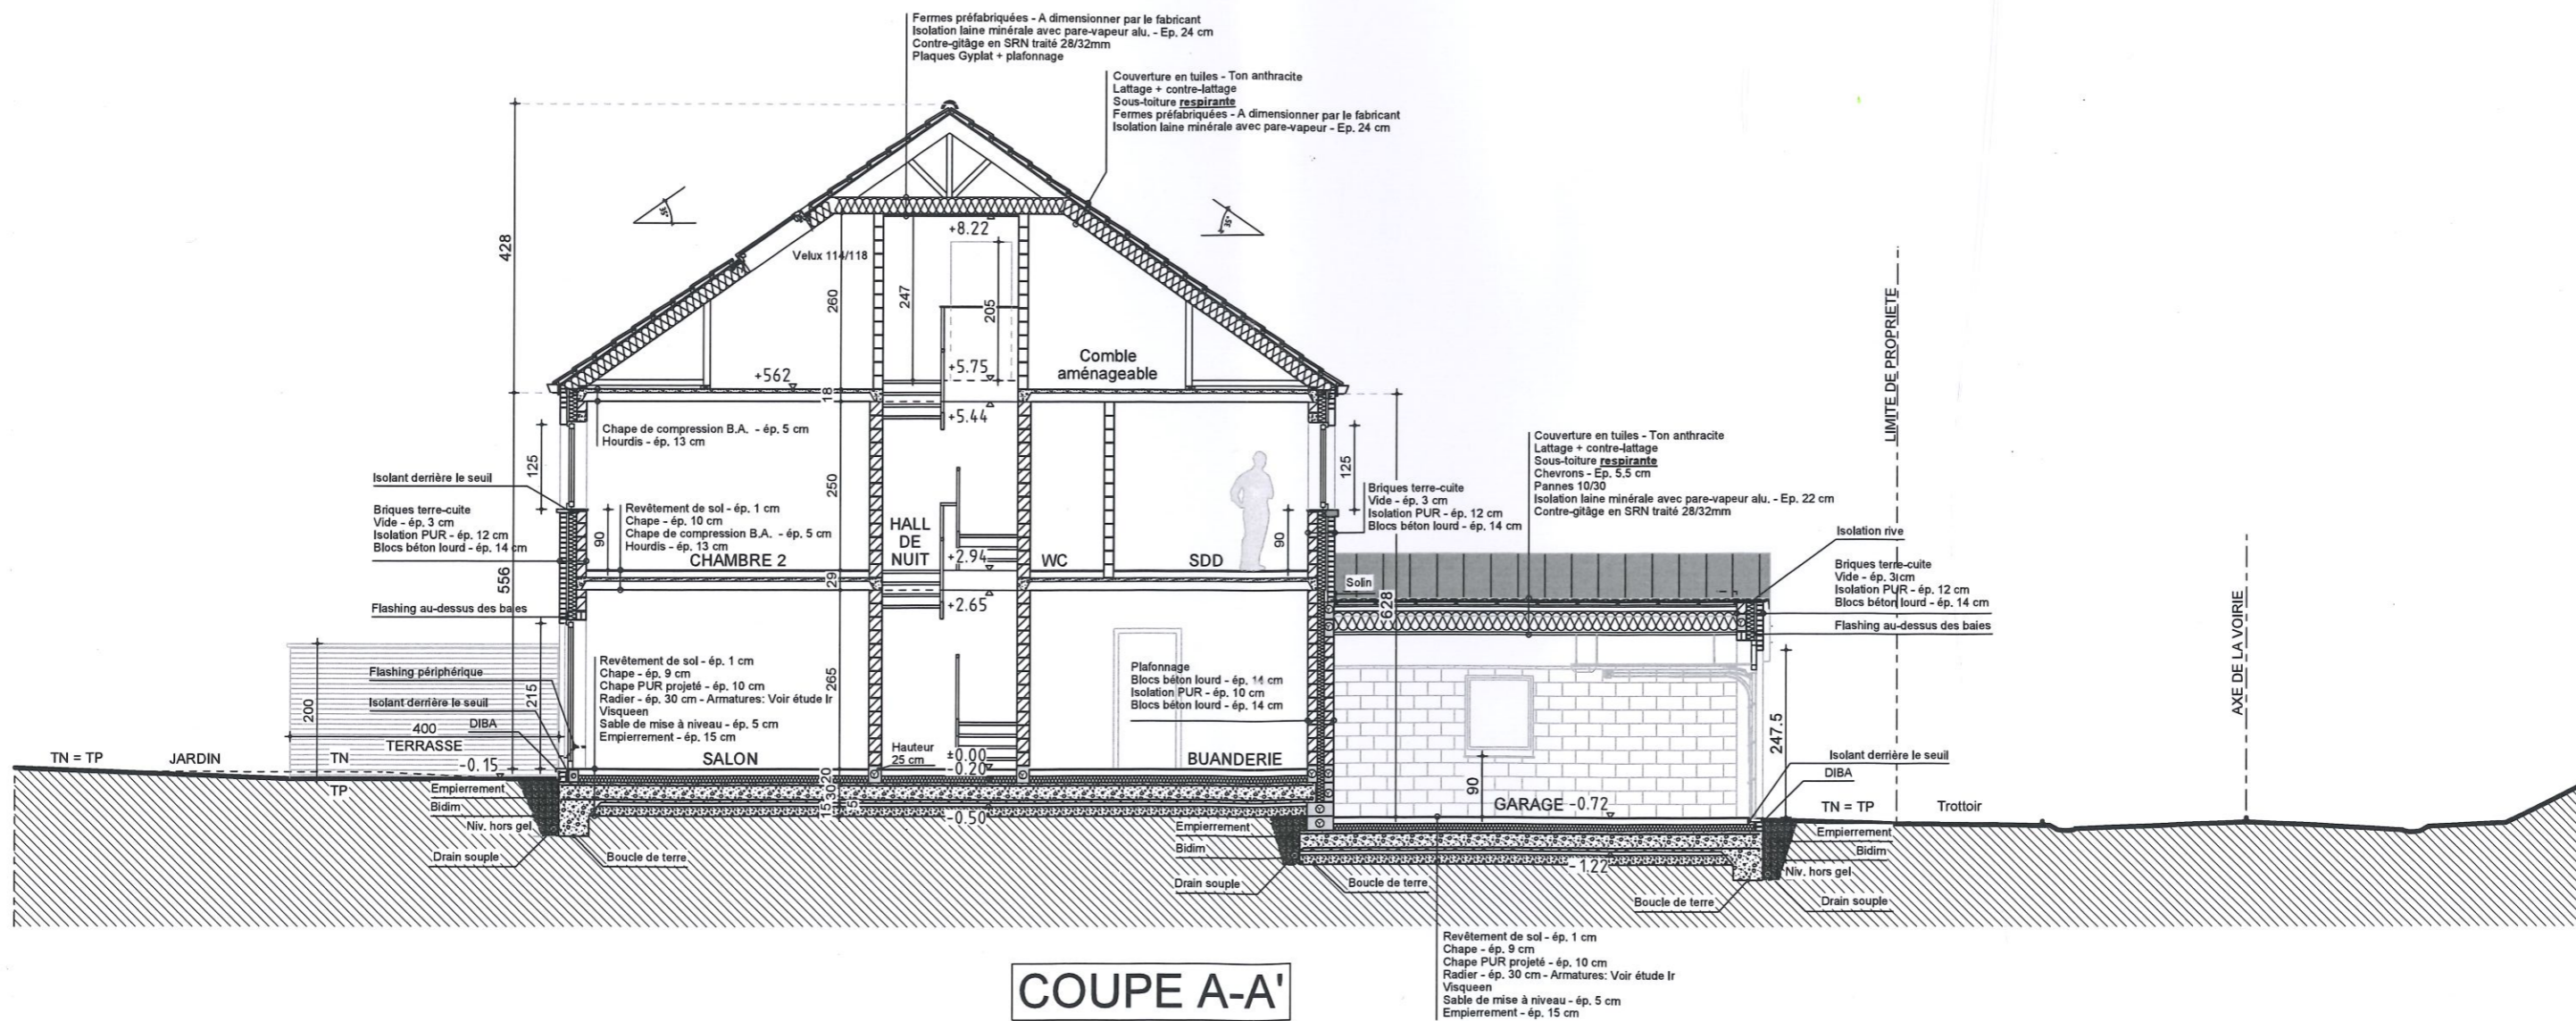 Fermes préfabriquées - A dimensionner par le fabricant
Isolation laine minérale avec pare-vapeur alu. - Ep. 24 cm
Contre-gitâge en SRN traité 28/32mm
Plaques Gyplat + plafonnage
Couverture en tuiles - Ton anthracite
Lattage + contre-lattage
Sous-toiture respirante
Fermes préfabriquées - A dimensionner par le fabricant
Isolation laine minérale avec pare-vapeur - Ep. 24 cm
35°
35°
428
+8.22
Velux 114/118
260
247
205
Comble
aménageable
+562
+5.75
18
+5.44
LIMITE DE PROPRIETE
Chape de compression B.A. - ép. 5 cm
Hourdis - ép. 13 cm
125
250
125
Couverture en tuiles - Ton anthracite
Lattage + contre-lattage
Sous-toiture respirante
Chevrons - Ep. 5,5 cm
Pannes 10/30
Isolation laine minérale avec pare-vapeur alu. - Ep. 22 cm
Contre-gitâge en SRN traité 28/32mm
Isolant derrière le seuil
Briques terre-cuite
Vide - ép. 3 cm
Isolation PUR - ép. 12 cm
Blocs béton lourd - ép. 14 cm
Revêtement de sol - ép. 1 cm
Chape - ép. 10 cm
Chape de compression B.A. - ép. 5 cm
Hourdis - ép. 13 cm
90
CHAMBRE 2
HALL
DE
NUIT
+2.94
WC
SDD
90
Briques terre-cuite
Vide - ép. 3 cm
Isolation PUR - ép. 12 cm
Blocs béton lourd - ép. 14 cm
Isolation rive
Briques terre-cuite
Vide - ép. 3 cm
Isolation PUR - ép. 12 cm
Blocs béton lourd - ép. 14 cm
Flashing au-dessus des baies
556
29
+2.65
Solin
628
Flashing au-dessus des baies
AXE DE LA VOIRIE
Flashing périphérique
Isolant derrière le seuil
DIBA
200
400
TERRASSE
215
Revêtement de sol - ép. 1 cm
Chape - ép. 9 cm
Chape PUR projeté - ép. 10 cm
Radier - ép. 30 cm - Armatures: Voir étude Ir
Visqueen
Sable de mise à niveau - ép. 5 cm
Empierrement - ép. 15 cm
265
Plafonnage
Blocs béton lourd - ép. 14 cm
Isolation PUR - ép. 10 cm
Blocs béton lourd - ép. 14 cm
247.5
90
Isolant derrière le seuil
DIBA
TN = TP
JARDIN
TN
-0.15
SALON
Hauteur
25 cm
±0.00
-0.20
BUANDERIE
TP
Empierrement
Bidim
Niv. hors gel
Drain souple
Boucle de terre
20
30
15
-0.50
GARAGE -0.72
TN = TP
Trottoir
Empierrement
Bidim
Drain souple
Boucle de terre
-1.22
Boucle de terre
Empierrement
Bidim
Niv. hors gel
Drain souple
Revêtement de sol - ép. 1 cm
Chape - ép. 9 cm
Chape PUR projeté - ép. 10 cm
Radier - ép. 30 cm - Armatures: Voir étude Ir
Visqueen
Sable de mise à niveau - ép. 5 cm
Empierrement - ép. 15 cm
COUPE A-A'